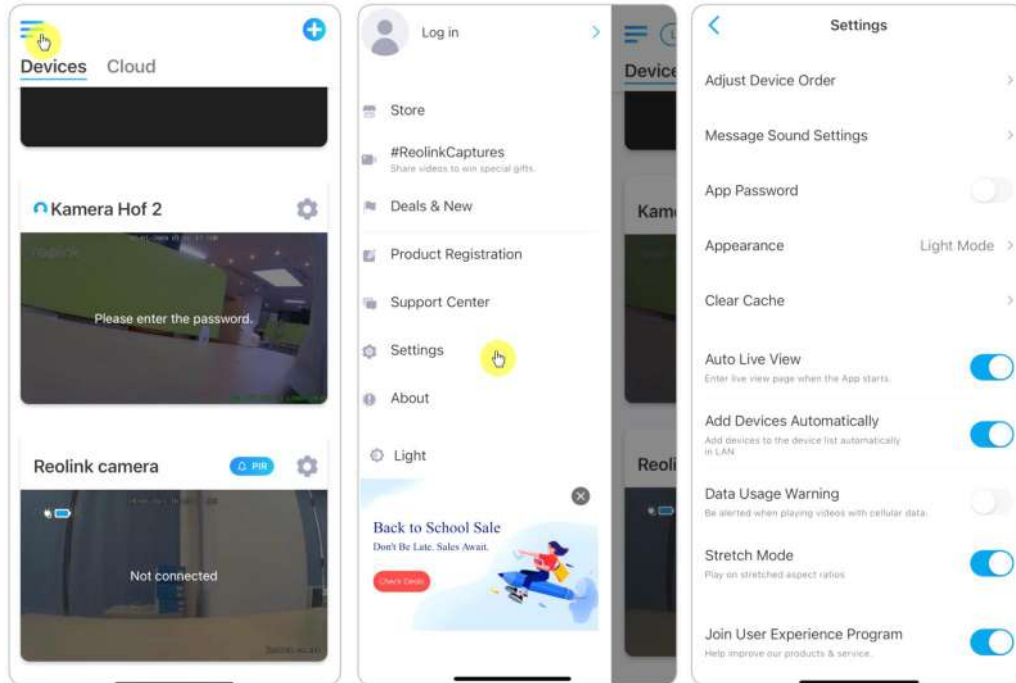 Devices Cloud
Kamera Hof 2
reolink
Please enter the password.
Reolink camera
PIR
Not connected
Log in
Store
#ReolinkCaptures
Share videos to win special gifts.
Deals & New
Product Registration
Support Center
Settings
About
Light
Back to School Sale
Don't Be Late. Sales Await.
Check Deals
Device
Kam
Reoli
Settings
Adjust Device Order
Message Sound Settings
App Password
Appearance Light Mode
Clear Cache
Auto Live View
Enter live view page when the App starts.
Add Devices Automatically
Add devices to the device list automatically
in LAN
Data Usage Warning
Be alerted when playing videos with cellular data.
Stretch Mode
Play on stretched aspect ratios
Join User Experience Program
Help improve our products & service.